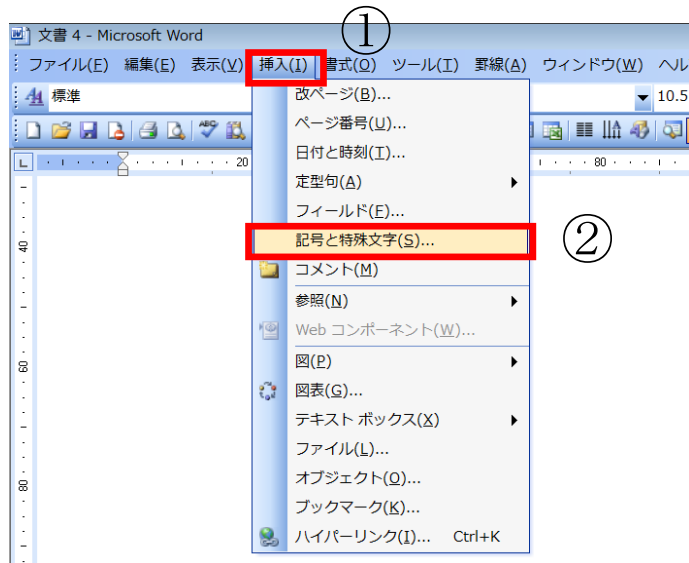 ①
文書 4 - Microsoft Word
ファイル(F) 編集(E) 表示(V) 挿入(I) 書式(O) ツール(T) 罫線(A) ウィンドウ(W) ヘル
標準 10.5
ABC
L 20 80
改ページ(B)...
ページ番号(U)...
日付と時刻(T)...
定型句(A)
フィールド(F)...
記号と特殊文字(S)...
②
コメント(M)
参照(N)
Web コンポーネント(W)...
図(P)
図表(G)...
テキスト ボックス(X)
ファイル(L)...
オブジェクト(O)...
ブックマーク(K)...
ハイパーリンク(I)... Ctrl+K
40
60
80